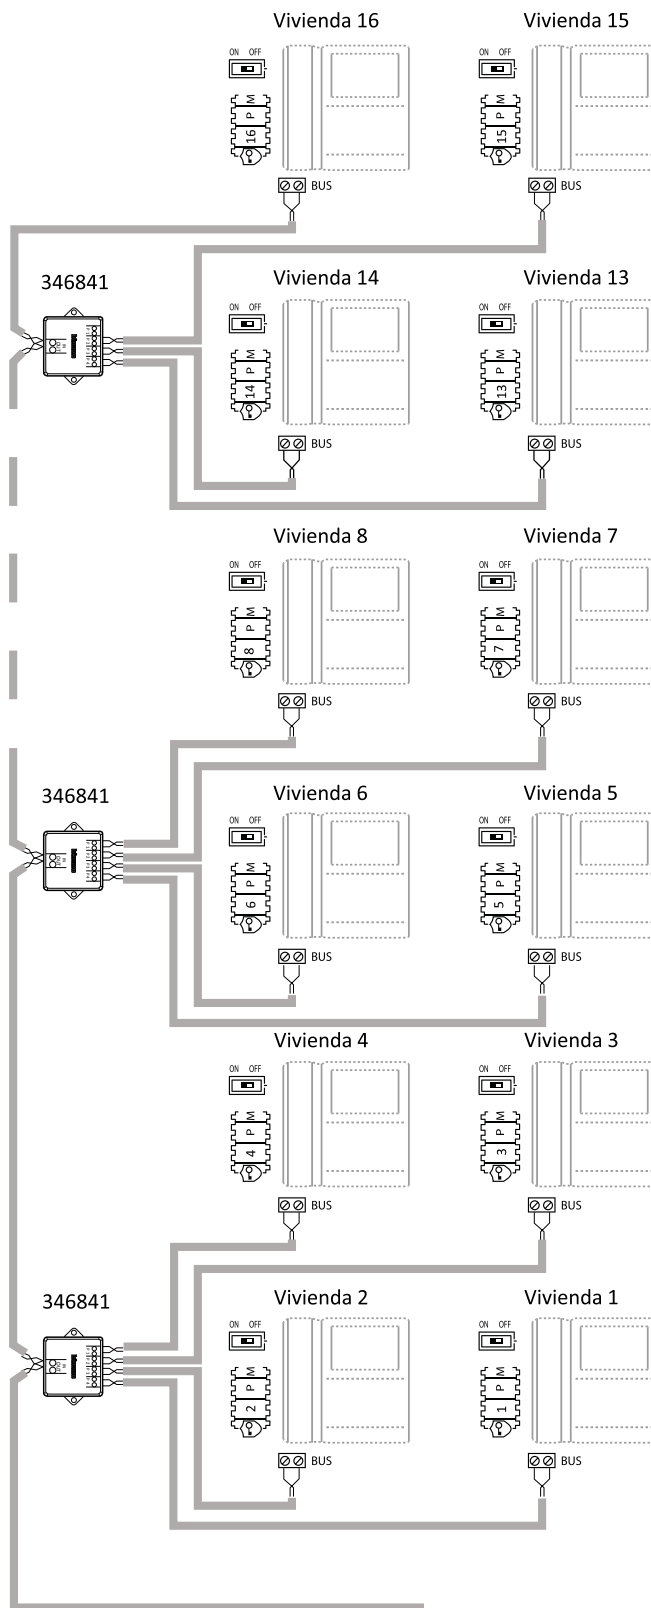 Vivienda 16
Vivienda 15
ON OFF
ON OFF
M
P
16
M
P
15
BUS
BUS
346841
Vivienda 14
Vivienda 13
ON OFF
ON OFF
M
P
14
M
P
13
BUS
BUS
Vivienda 8
Vivienda 7
ON OFF
ON OFF
M
P
8
M
P
7
BUS
BUS
346841
Vivienda 6
Vivienda 5
ON OFF
ON OFF
M
P
6
M
P
5
BUS
BUS
Vivienda 4
Vivienda 3
ON OFF
ON OFF
M
P
4
M
P
3
BUS
BUS
346841
Vivienda 2
Vivienda 1
ON OFF
ON OFF
M
P
2
M
P
1
BUS
BUS